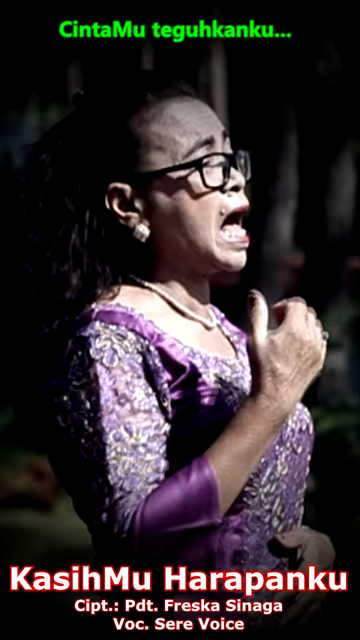 CintaMu teguhkanku...
KasihMu Harapanku
Cipt.: Pdt. Freska Sinaga
Voc. Sere Voice